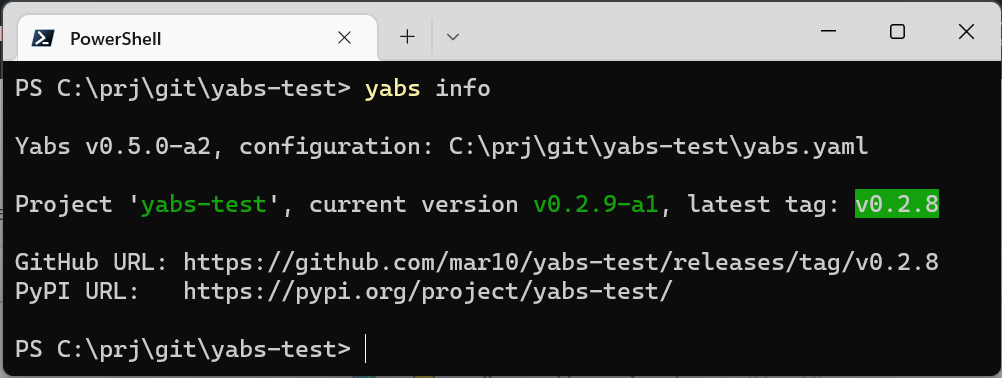 PowerShell
PS C:\prj\git\yabs-test> yabs info
Yabs v0.5.0-a2, configuration: C:\prj\git\yabs-test\yabs.yaml
Project 'yabs-test', current version v0.2.9-a1, latest tag: v0.2.8
GitHub URL: https://github.com/mar10/yabs-test/releases/tag/v0.2.8
PyPI URL:   https://pypi.org/project/yabs-test/
PS C:\prj\git\yabs-test>